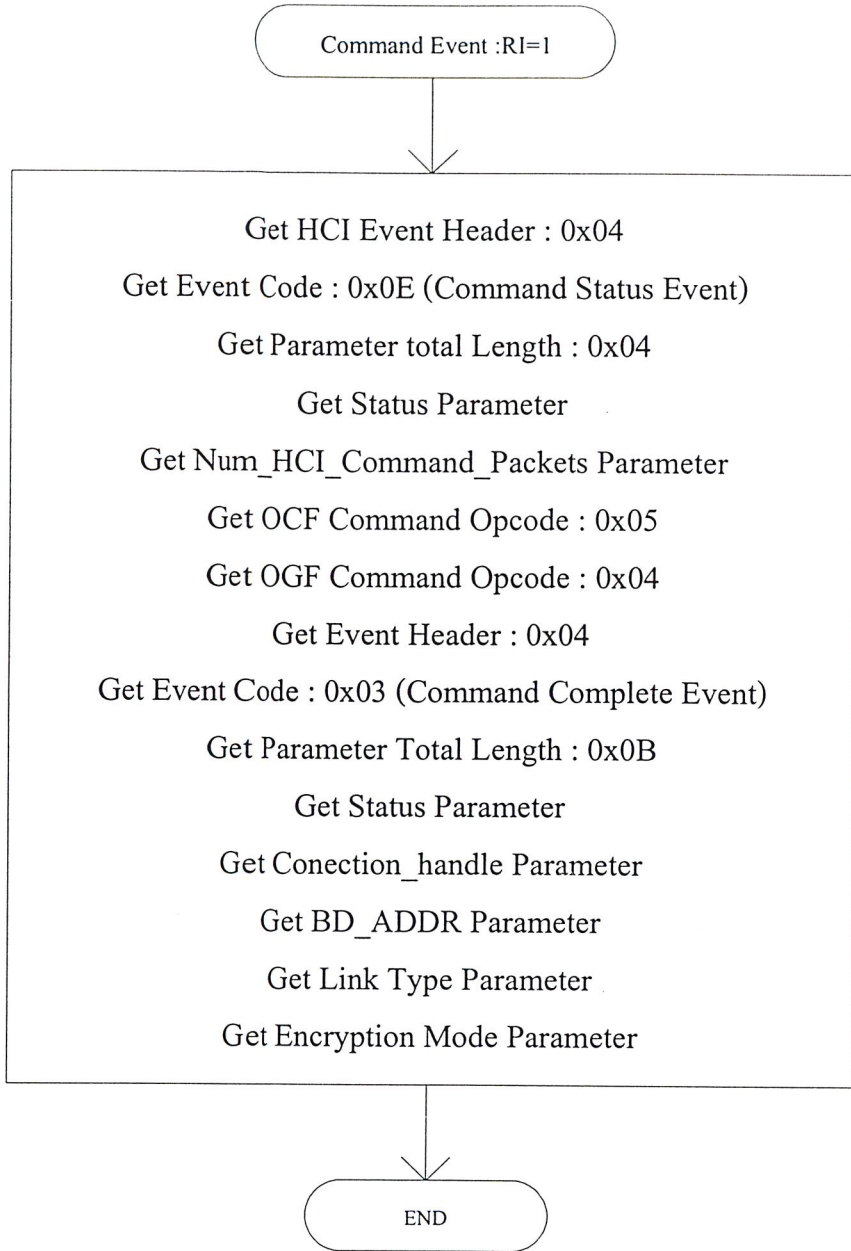 Command Event :RI=1
Get HCI Event Header : 0x04
Get Event Code : 0x0E (Command Status Event)
Get Parameter total Length : 0x04
Get Status Parameter
Get Num_HCI_Command_Packets Parameter
Get OCF Command Opcode : 0x05
Get OGF Command Opcode : 0x04
Get Event Header : 0x04
Get Event Code : 0x03 (Command Complete Event)
Get Parameter Total Length : 0x0B
Get Status Parameter
Get Conection_handle Parameter
Get BD_ADDR Parameter
Get Link Type Parameter
Get Encryption Mode Parameter
END